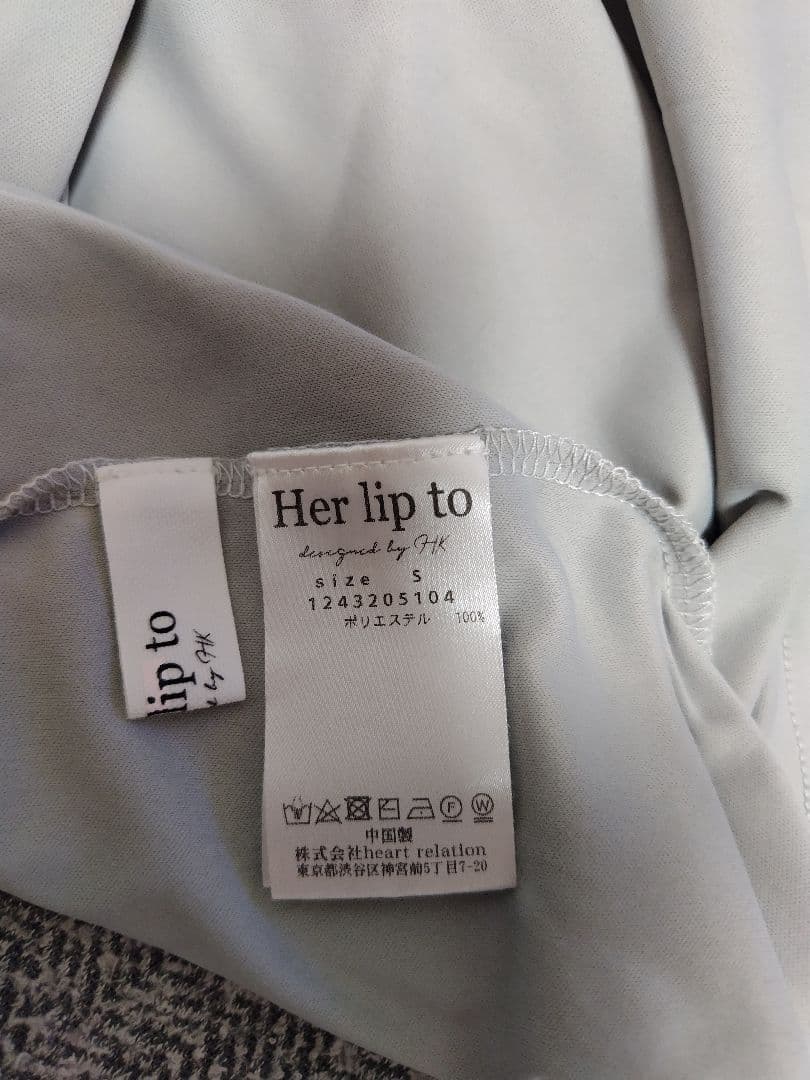 lip to
by HK
Her lip to
designed by HK
size S
1243205104
ポリエステル 100%
F W
中国製
株式会社heart relation
東京都渋谷区神宮前5丁目7-20